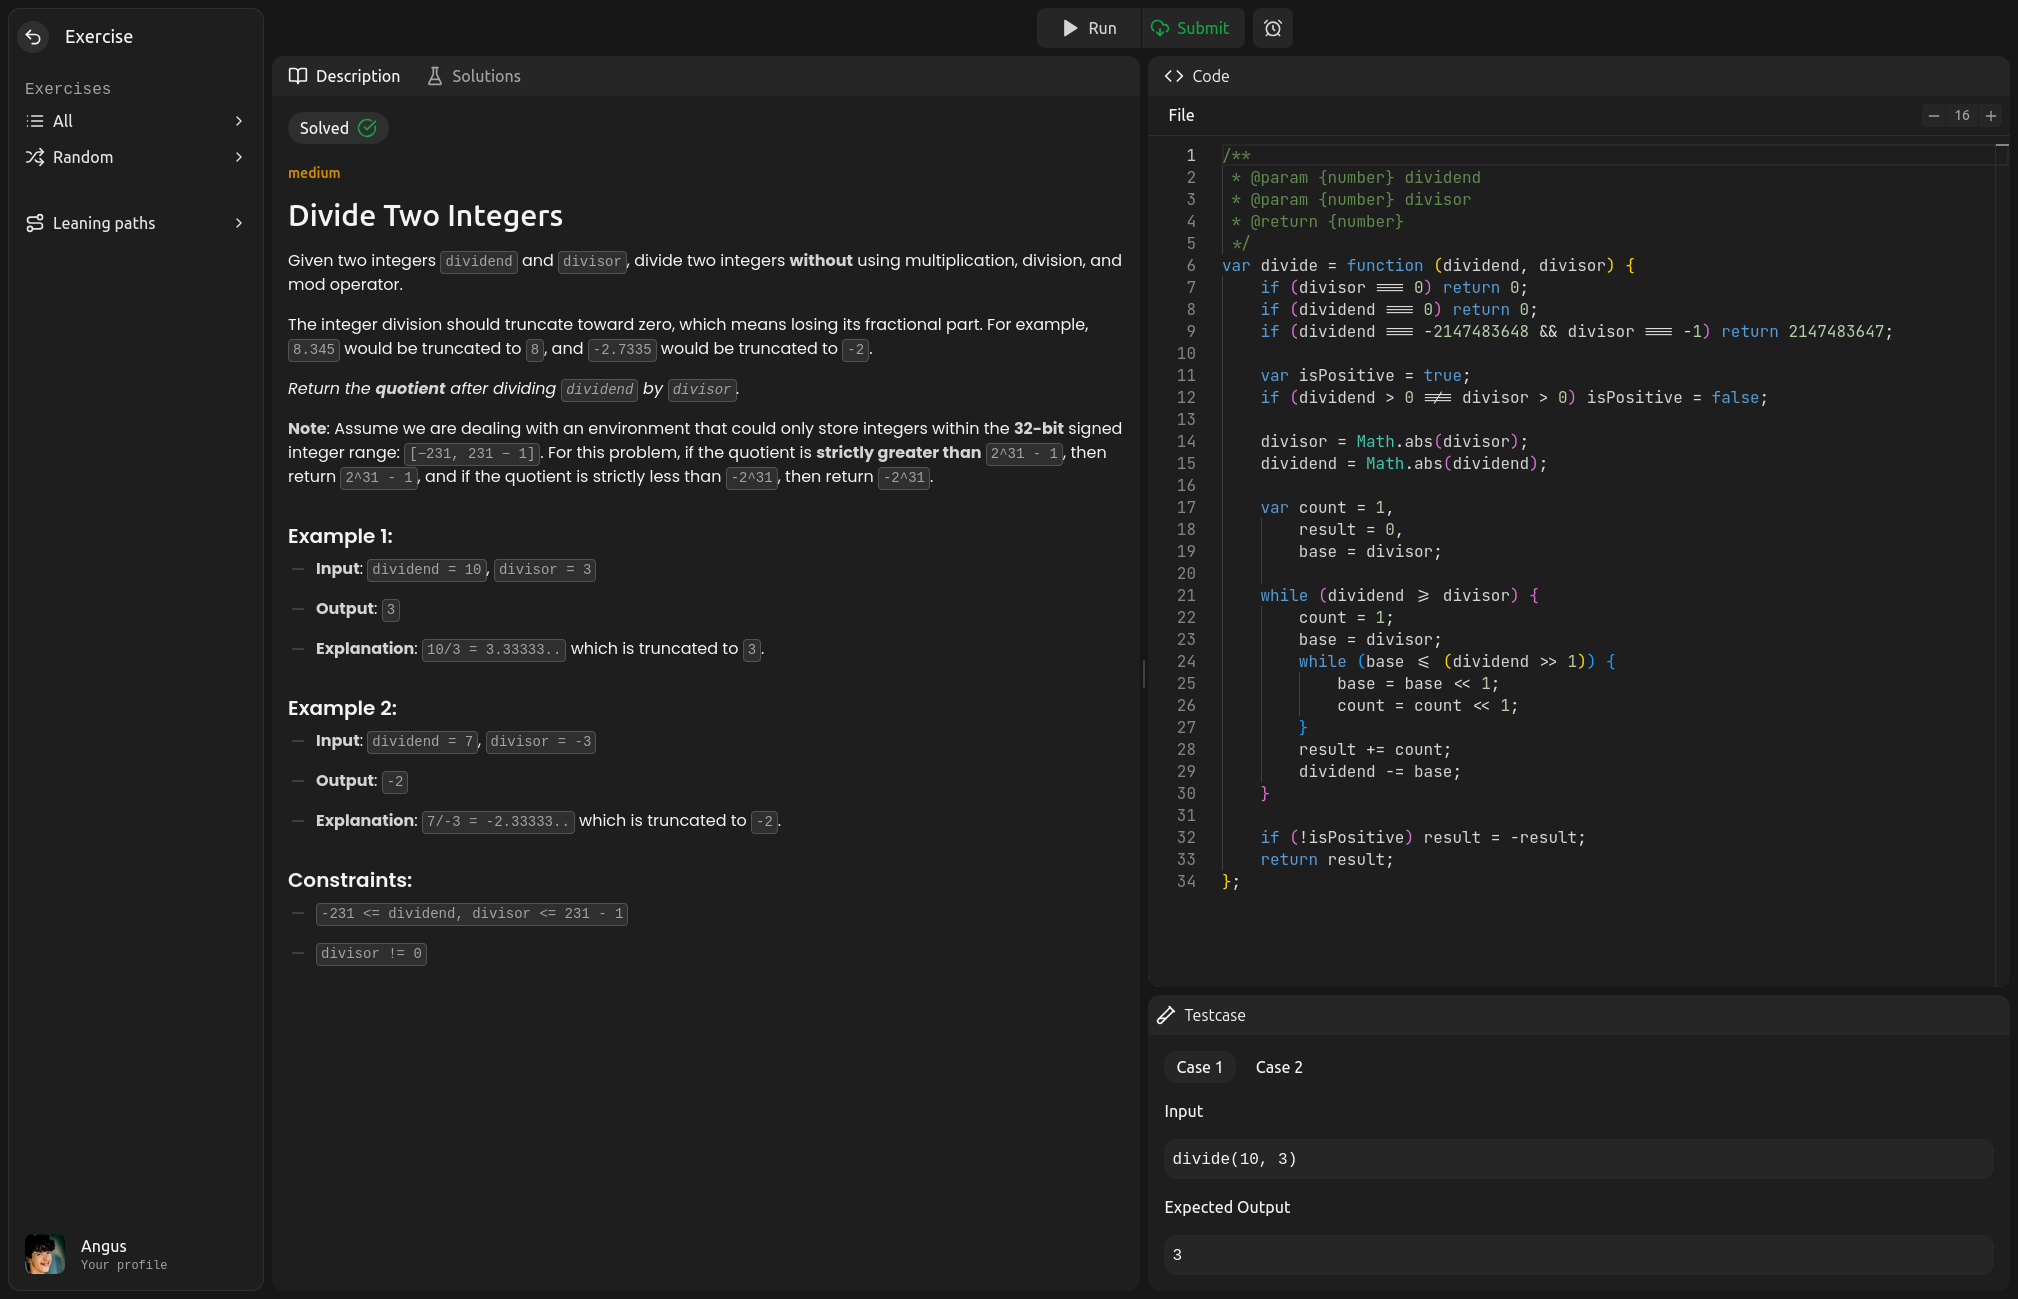 Exercise
Exercises
All
Random
Leaning paths
Angus
Your profile
Run
Submit
Description
Solutions
Solved
medium
Divide Two Integers
Given two integers dividend and divisor, divide two integers without using multiplication, division, and
mod operator.
The integer division should truncate toward zero, which means losing its fractional part. For example,
8.345 would be truncated to 8, and -2.7335 would be truncated to -2.
Return the quotient after dividing dividend by divisor.
Note: Assume we are dealing with an environment that could only store integers within the 32-bit signed
integer range: [−231, 231 − 1]. For this problem, if the quotient is strictly greater than 2^31 - 1, then
return 2^31 - 1, and if the quotient is strictly less than -2^31, then return -2^31.
Example 1:
— Input: dividend = 10, divisor = 3
— Output: 3
— Explanation: 10/3 = 3.33333.. which is truncated to 3.
Example 2:
— Input: dividend = 7, divisor = -3
— Output: -2
— Explanation: 7/-3 = -2.33333.. which is truncated to -2.
Constraints:
— -231 <= dividend, divisor <= 231 - 1
— divisor != 0
<> Code
File
− 16 +
1 /**
2  * @param {number} dividend
3  * @param {number} divisor
4  * @return {number}
5  */
6 var divide = function (dividend, divisor) {
7     if (divisor === 0) return 0;
8     if (dividend === 0) return 0;
9     if (dividend === -2147483648 && divisor === -1) return 2147483647;
10
11     var isPositive = true;
12     if (dividend > 0 !== divisor > 0) isPositive = false;
13
14     divisor = Math.abs(divisor);
15     dividend = Math.abs(dividend);
16
17     var count = 1,
18         result = 0,
19         base = divisor;
20
21     while (dividend >= divisor) {
22         count = 1;
23         base = divisor;
24         while (base <= (dividend >> 1)) {
25             base = base << 1;
26             count = count << 1;
27         }
28         result += count;
29         dividend -= base;
30     }
31
32     if (!isPositive) result = -result;
33     return result;
34 };
Testcase
Case 1 Case 2
Input
divide(10, 3)
Expected Output
3